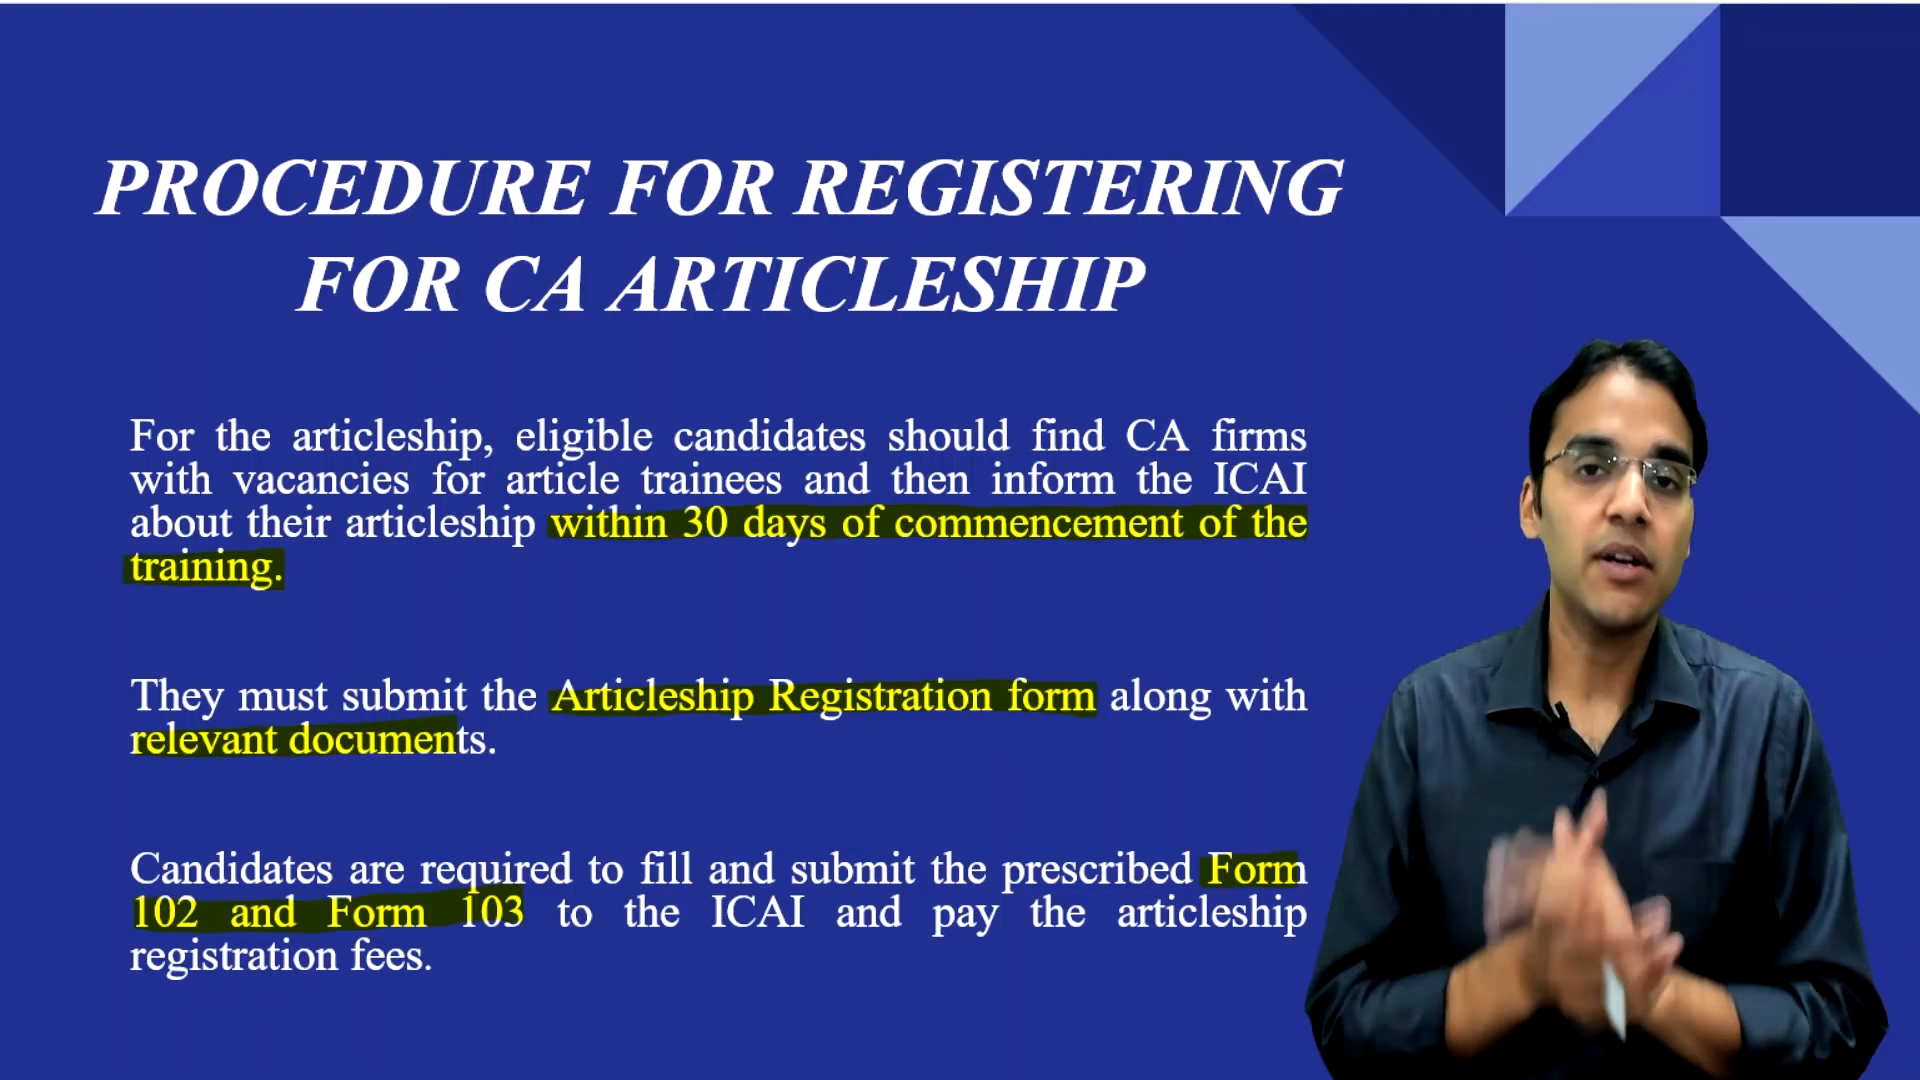 PROCEDURE FOR REGISTERING
FOR CA ARTICLESHIP
For the articleship, eligible candidates should find CA firms
with vacancies for article trainees and then inform the ICAI
about their articleship within 30 days of commencement of the
training.
They must submit the Articleship Registration form along with
relevant documents.
Candidates are required to fill and submit the prescribed Form
102 and Form 103 to the ICAI and pay the articleship
registration fees.